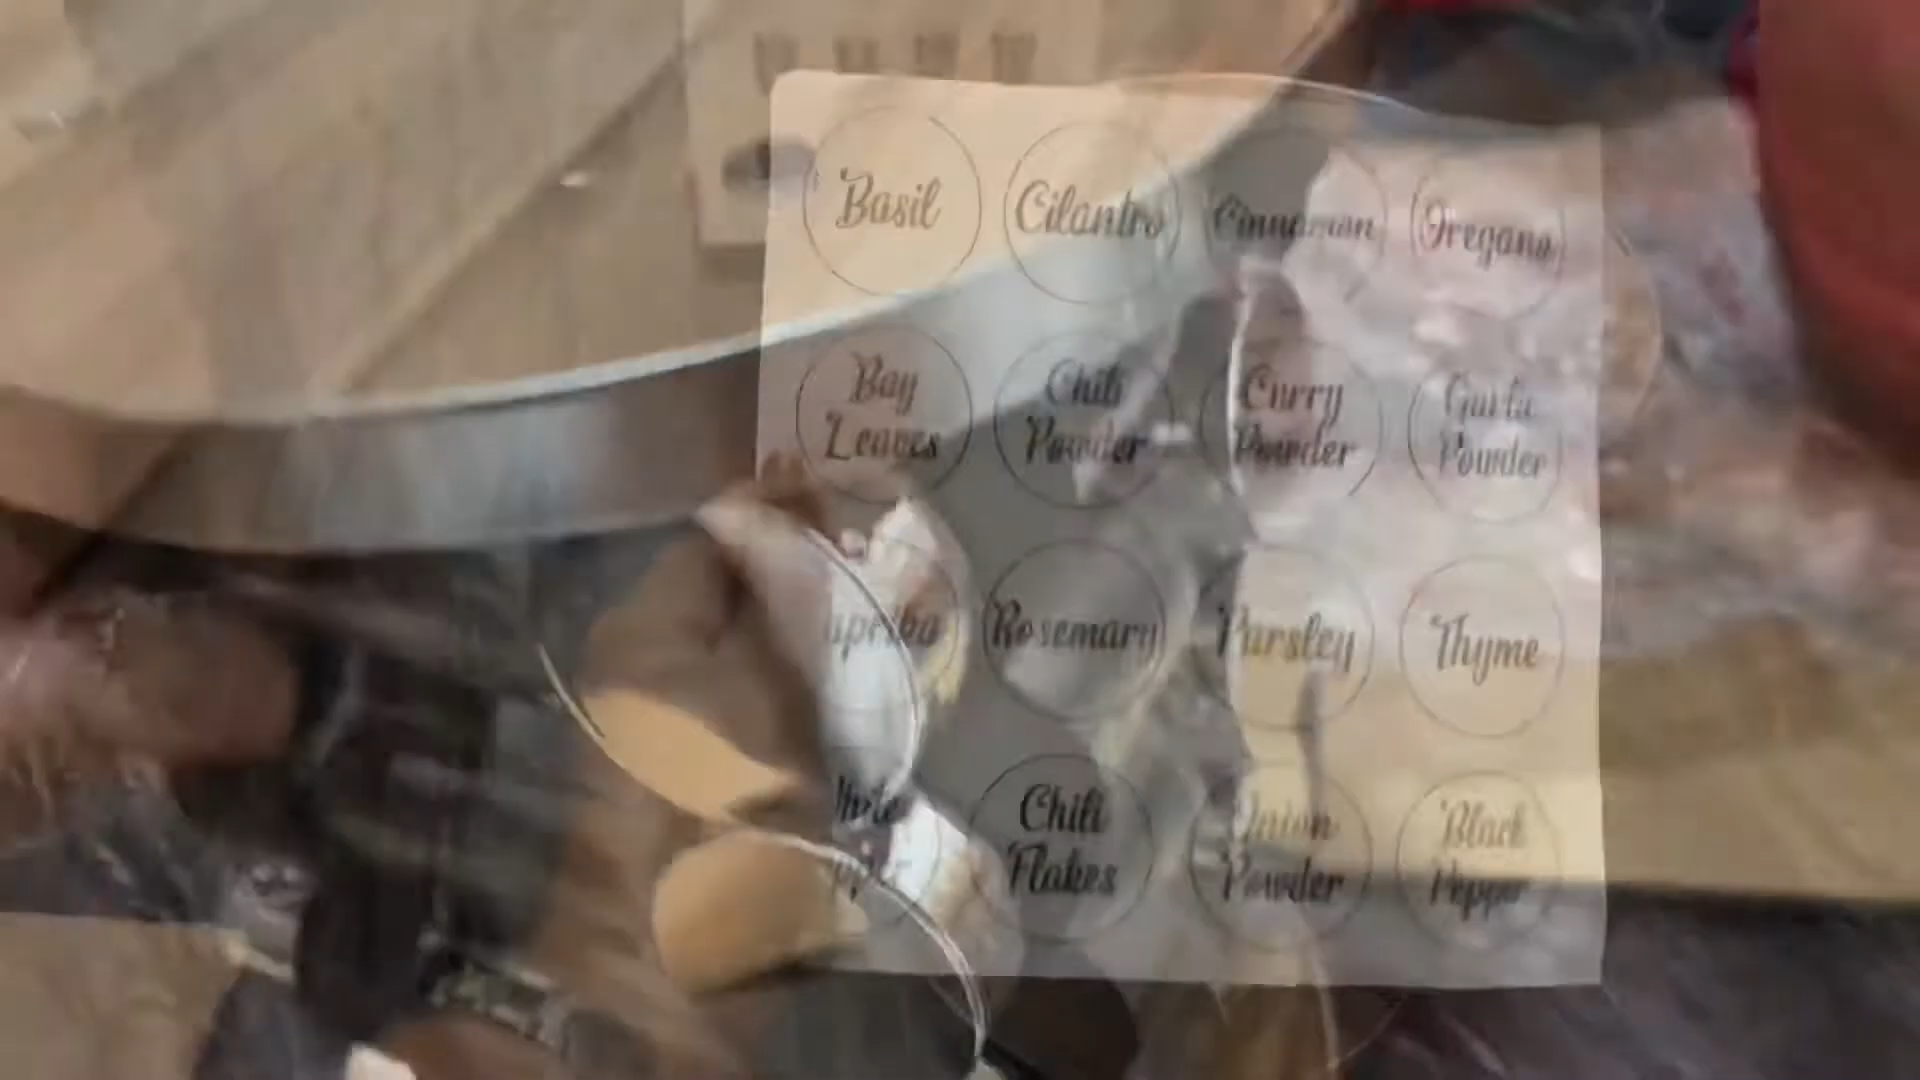 Basil Cilantro Cinnamon Oregano
Bay Chili Curry Garlic
Leaves Powder Powder Powder
Rosemary Parsley Thyme
Chili Onion Black
Flakes Powder Pepper